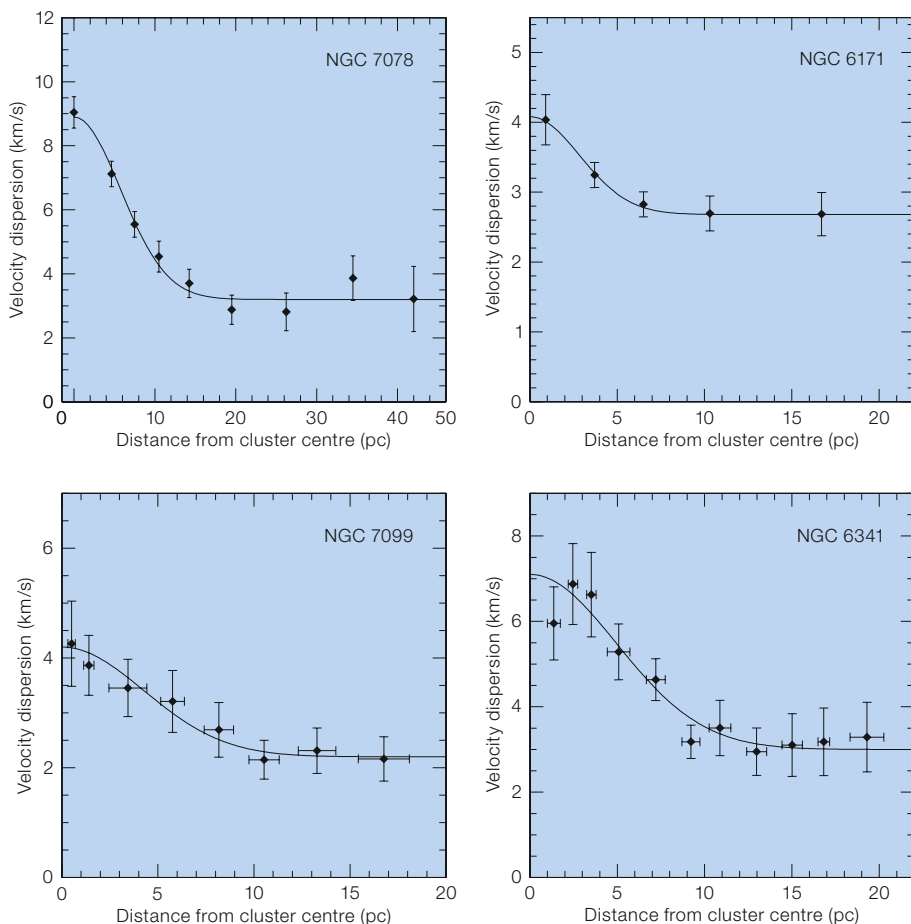 NGC 7078
Velocity dispersion (km/s)
12
10
8
6
4
2
0
0 10 20 30 40 50
Distance from cluster centre (pc)
NGC 6171
Velocity dispersion (km/s)
5
4
3
2
1
0
0 5 10 15 20
Distance from cluster centre (pc)
NGC 7099
Velocity dispersion (km/s)
6
4
2
0
0 5 10 15 20
Distance from cluster centre (pc)
NGC 6341
Velocity dispersion (km/s)
8
6
4
2
0
0 5 10 15 20
Distance from cluster centre (pc)